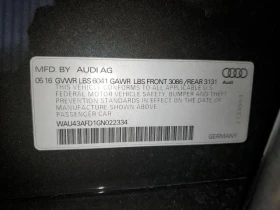 MFD. BY AUDI AG
Audi
05 16 GVWR LBS 6041 GAWR LBS FRONT 3086 /REAR 3131
THIS VEHICLE CONFORMS TO ALL APPLICABLE U.S.
FEDERAL MOTOR VEHICLE SAFETY, BUMPER AND THEFT
PREVENTION STANDARDS IN EFFECT ON THE DATE OF
MANUFACTURE SHOWN ABOVE.
PASSENGER CAR
WAU43AFD1GN022334
GERMANY